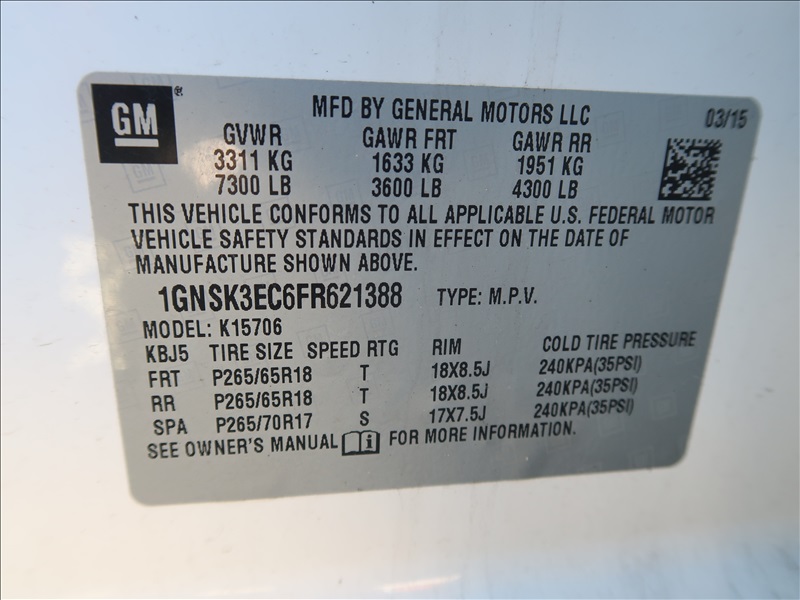 GM ®
MFD BY GENERAL MOTORS LLC 03/15
GVWR GAWR FRT GAWR RR
3311 KG 1633 KG 1951 KG
7300 LB 3600 LB 4300 LB
THIS VEHICLE CONFORMS TO ALL APPLICABLE U.S. FEDERAL MOTOR
VEHICLE SAFETY STANDARDS IN EFFECT ON THE DATE OF
MANUFACTURE SHOWN ABOVE.
1GNSK3EC6FR621388 TYPE: M.P.V.
MODEL: K15706
KBJ5 TIRE SIZE SPEED RTG RIM COLD TIRE PRESSURE
FRT P265/65R18 T 18X8.5J 240KPA(35PSI)
RR P265/65R18 T 18X8.5J 240KPA(35PSI)
SPA P265/70R17 S 17X7.5J 240KPA(35PSI)
SEE OWNER'S MANUAL i FOR MORE INFORMATION.